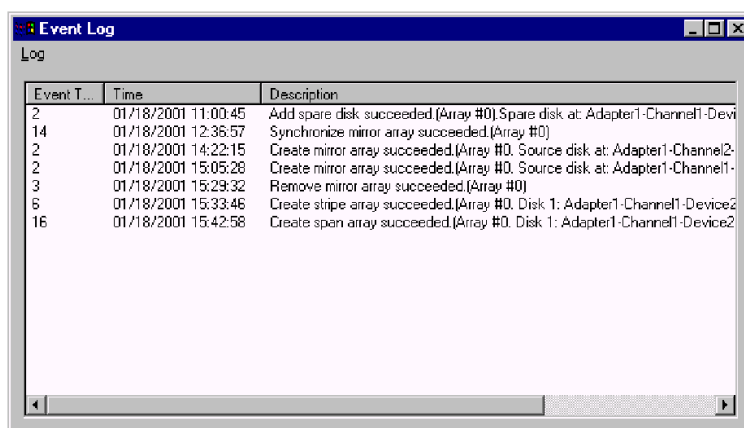 Event Log
Log
Event T... Time Description
2 01/18/2001 11:00:45 Add spare disk succeeded.(Array #0).Spare disk at: Adapter1-Channel1-Devi
14 01/18/2001 12:36:57 Synchronize mirror array succeeded.(Array #0)
2 01/18/2001 14:22:15 Create mirror array succeeded.(Array #0. Source disk at: Adapter1-Channel2-
2 01/18/2001 15:05:28 Create mirror array succeeded.(Array #0. Source disk at: Adapter1-Channel1-
3 01/18/2001 15:29:32 Remove mirror array succeeded.(Array #0)
6 01/18/2001 15:33:46 Create stripe array succeeded.(Array #0. Disk 1: Adapter1-Channel1-Device2
16 01/18/2001 15:42:58 Create span array succeeded.(Array #0. Disk 1: Adapter1-Channel1-Device2